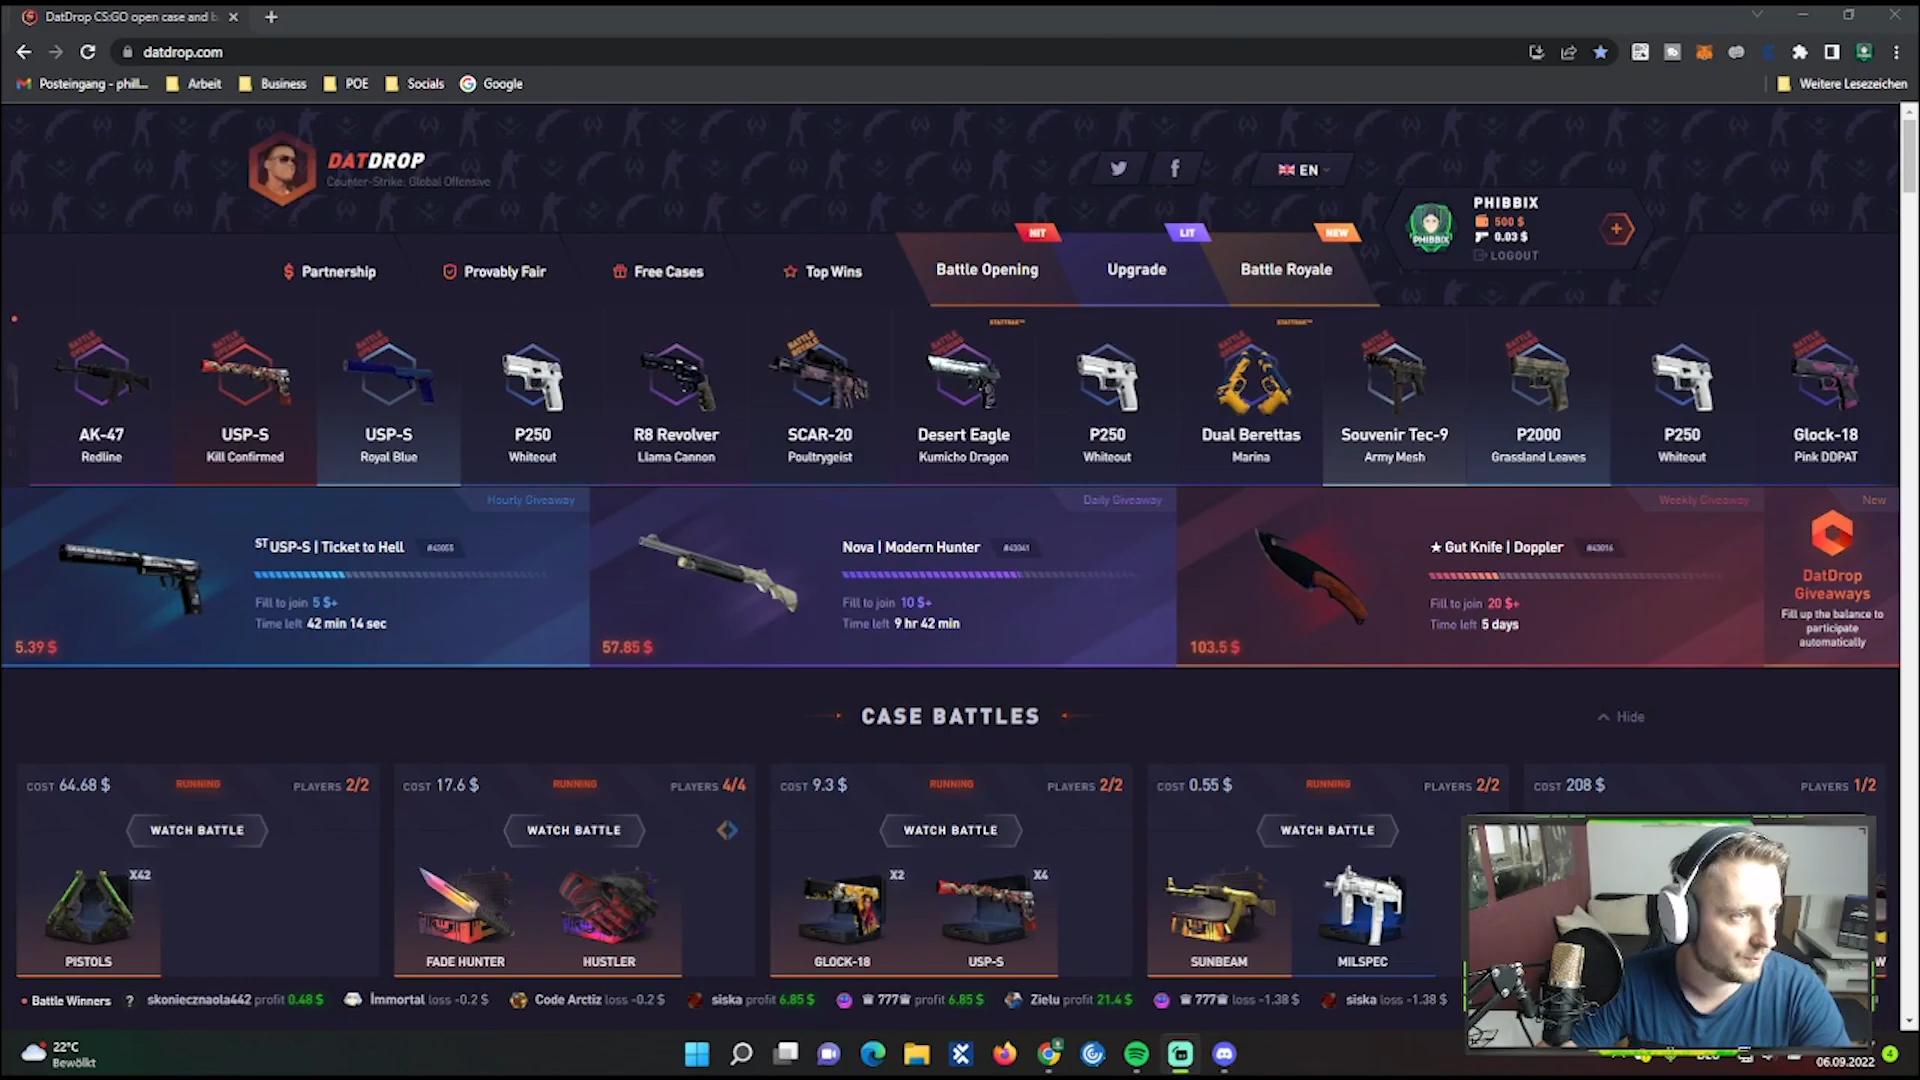 DatDrop CS:GO open case and b
datdrop.com
Posteingang - phill...
Arbeit
Business
POE
Socials
Google
Weitere Lesezeichen
DATDROP
Counter-Strike: Global Offensive
EN
PHIBBIX
500 $
0.03 $
LOGOUT
PHIBBIX
HIT
LIT
NEW
Partnership
Provably Fair
Free Cases
Top Wins
Battle Opening
Upgrade
Battle Royale
STATTRAK™
STATTRAK™
AK-47
Redline
USP-S
Kill Confirmed
USP-S
Royal Blue
P250
Whiteout
R8 Revolver
Llama Cannon
SCAR-20
Poultrygeist
Desert Eagle
Kumicho Dragon
P250
Whiteout
Dual Berettas
Marina
Souvenir Tec-9
Army Mesh
P2000
Grassland Leaves
P250
Whiteout
Glock-18
Pink DDPAT
Hourly Giveaway
ST USP-S | Ticket to Hell
#43055
Fill to join 5 $+
Time left 42 min 14 sec
5.39 $
Daily Giveaway
Nova | Modern Hunter
#43041
Fill to join 10 $+
Time left 9 hr 42 min
57.85 $
Weekly Giveaway
★ Gut Knife | Doppler
#43016
Fill to join 20 $+
Time left 5 days
103.5 $
New
DatDrop
Giveaways
Fill up the balance to
participate
automatically
CASE BATTLES
Hide
COST 64.68 $
RUNNING
PLAYERS 2/2
WATCH BATTLE
X42
PISTOLS
COST 17.6 $
RUNNING
PLAYERS 4/4
WATCH BATTLE
FADE HUNTER
HUSTLER
COST 9.3 $
RUNNING
PLAYERS 2/2
WATCH BATTLE
X2
X4
GLOCK-18
USP-S
COST 0.55 $
RUNNING
PLAYERS 2/2
WATCH BATTLE
SUNBEAM
MILSPEC
COST 208 $
PLAYERS 1/2
Battle Winners ? skoniecznaola442 profit 0.48 $ İmmortal loss -0.2 $ Code Arctiz loss -0.2 $ siska profit 6.85 $ ♛777♛ profit 6.85 $ Zielu profit 21.4 $ ♛777♛ loss -1.38 $ siska loss -1.38 $
22°C
Bewölkt
06.09.2022
4